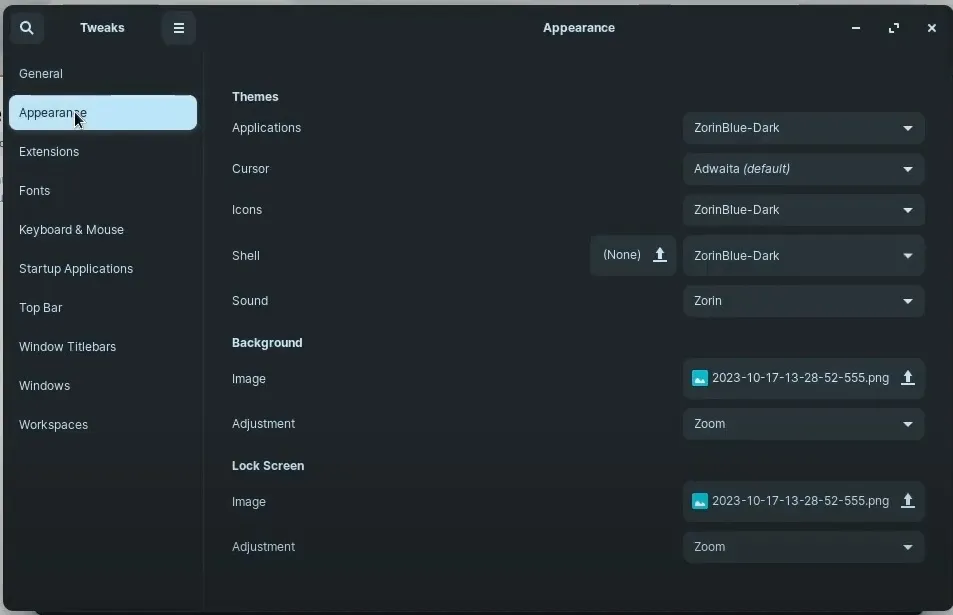 Tweaks
Appearance
General
Appearance
Extensions
Fonts
Keyboard & Mouse
Startup Applications
Top Bar
Window Titlebars
Windows
Workspaces
Themes
Applications ZorinBlue-Dark
Cursor Adwaita (default)
Icons ZorinBlue-Dark
Shell (None) ZorinBlue-Dark
Sound Zorin
Background
Image 2023-10-17-13-28-52-555.png
Adjustment Zoom
Lock Screen
Image 2023-10-17-13-28-52-555.png
Adjustment Zoom